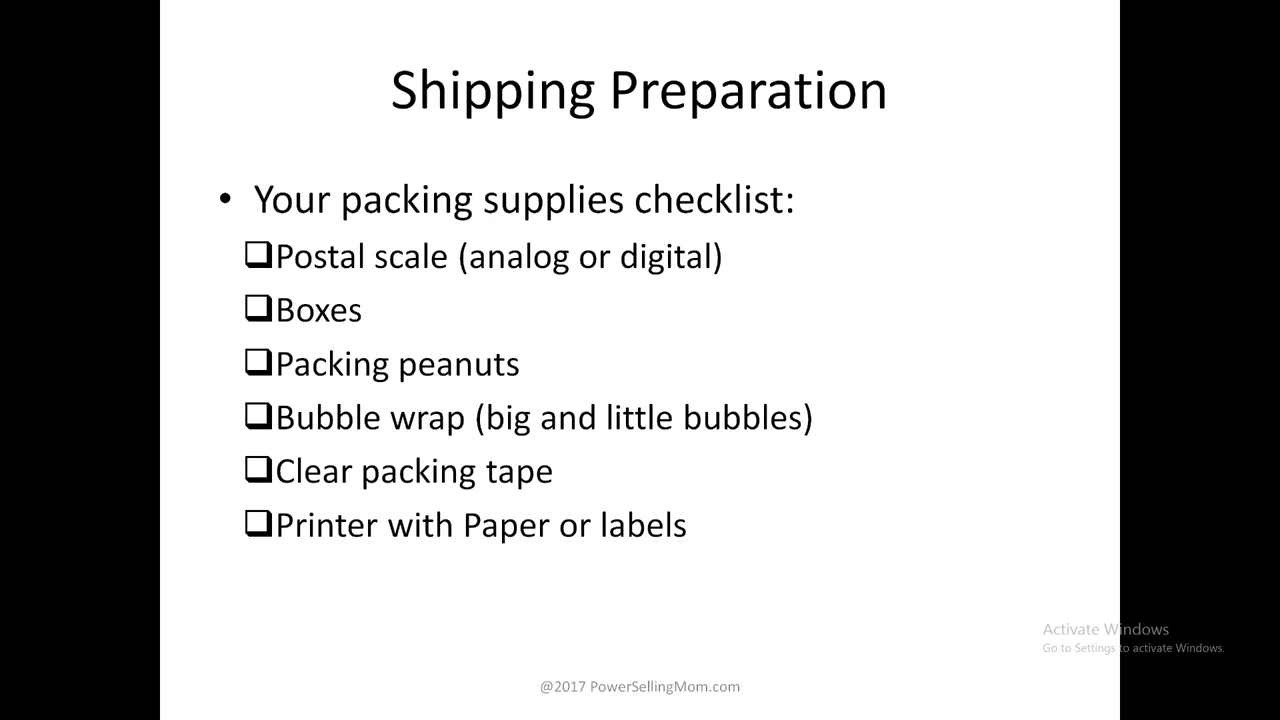 Shipping Preparation
• Your packing supplies checklist:
❑Postal scale (analog or digital)
❑Boxes
❑Packing peanuts
❑Bubble wrap (big and little bubbles)
❑Clear packing tape
❑Printer with Paper or labels
Activate Windows
Go to Settings to activate Windows.
@2017 PowerSellingMom.com